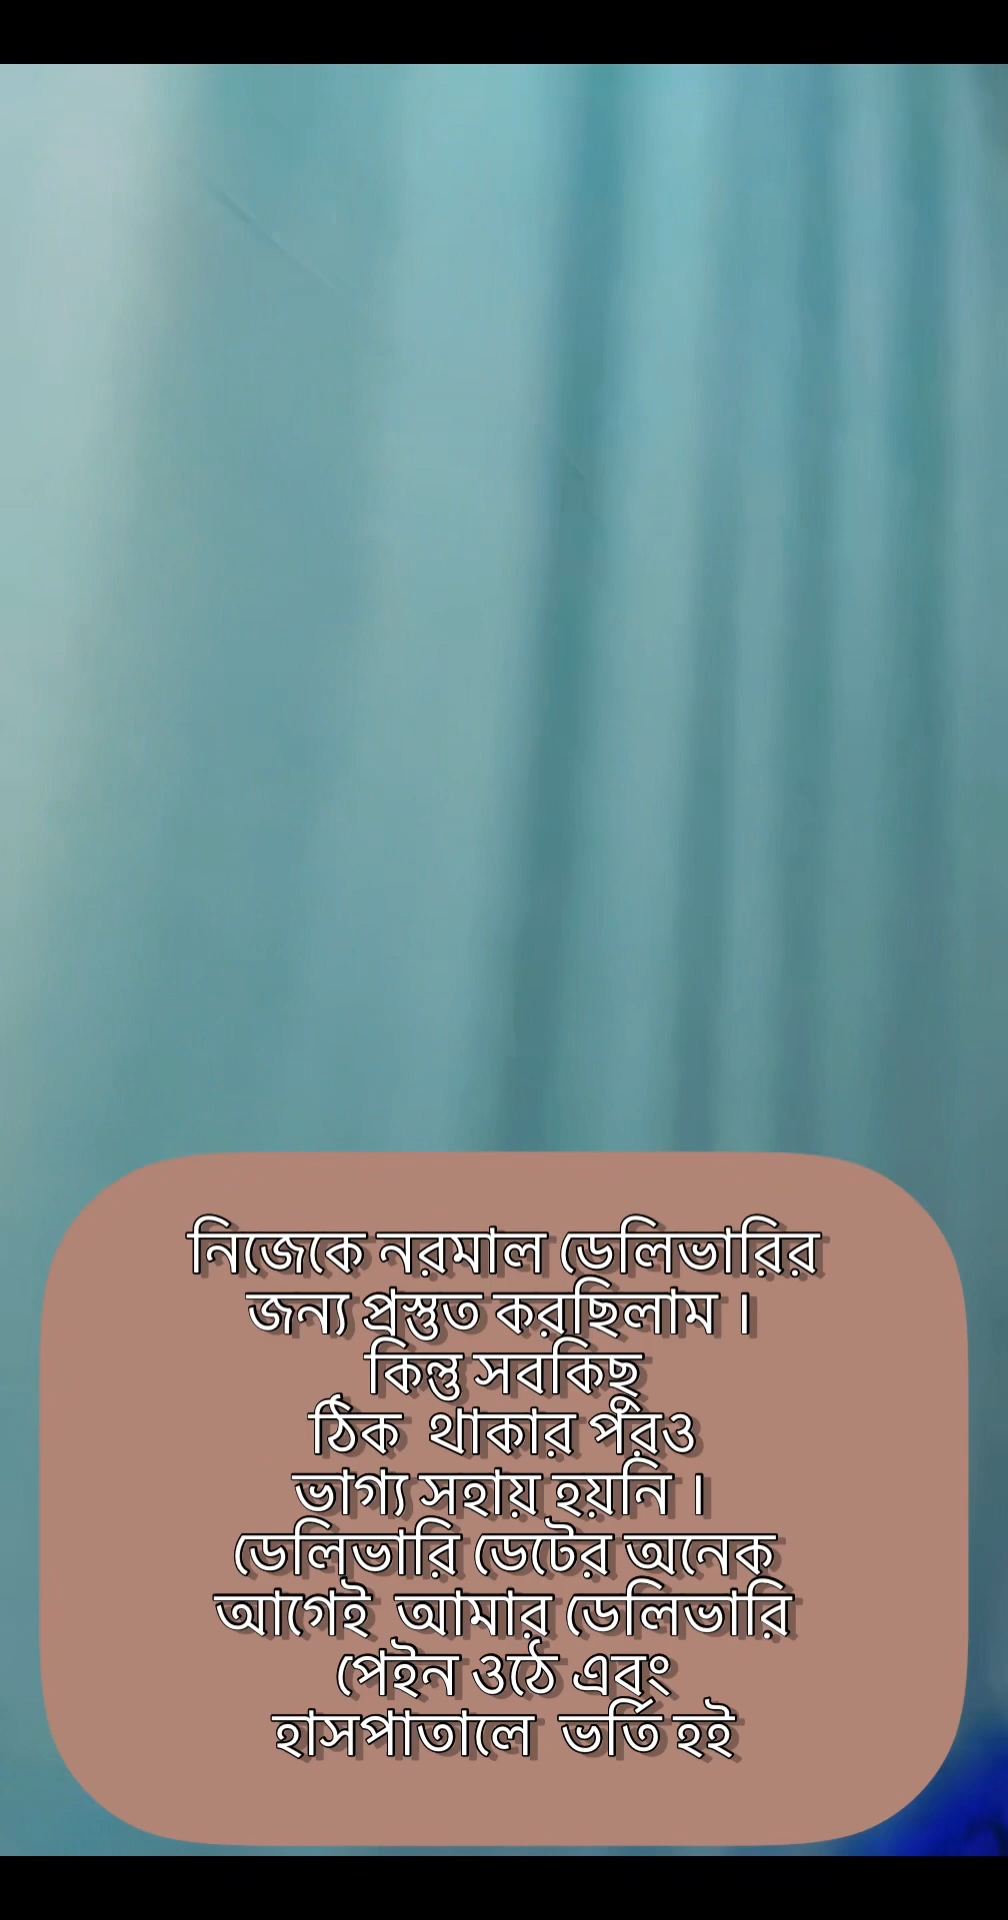 নিজেকে নরমাল ডেলিভারির
জন্য প্রস্তুত করছিলাম ।
কিন্তু সবকিছু
ঠিক থাকার পরও
ভাগ্য সহায় হয়নি ।
ডেলিভারি ডেটের অনেক
আগেই আমার ডেলিভারি
পেইন ওঠে এবং
হাসপাতালে ভর্তি হই